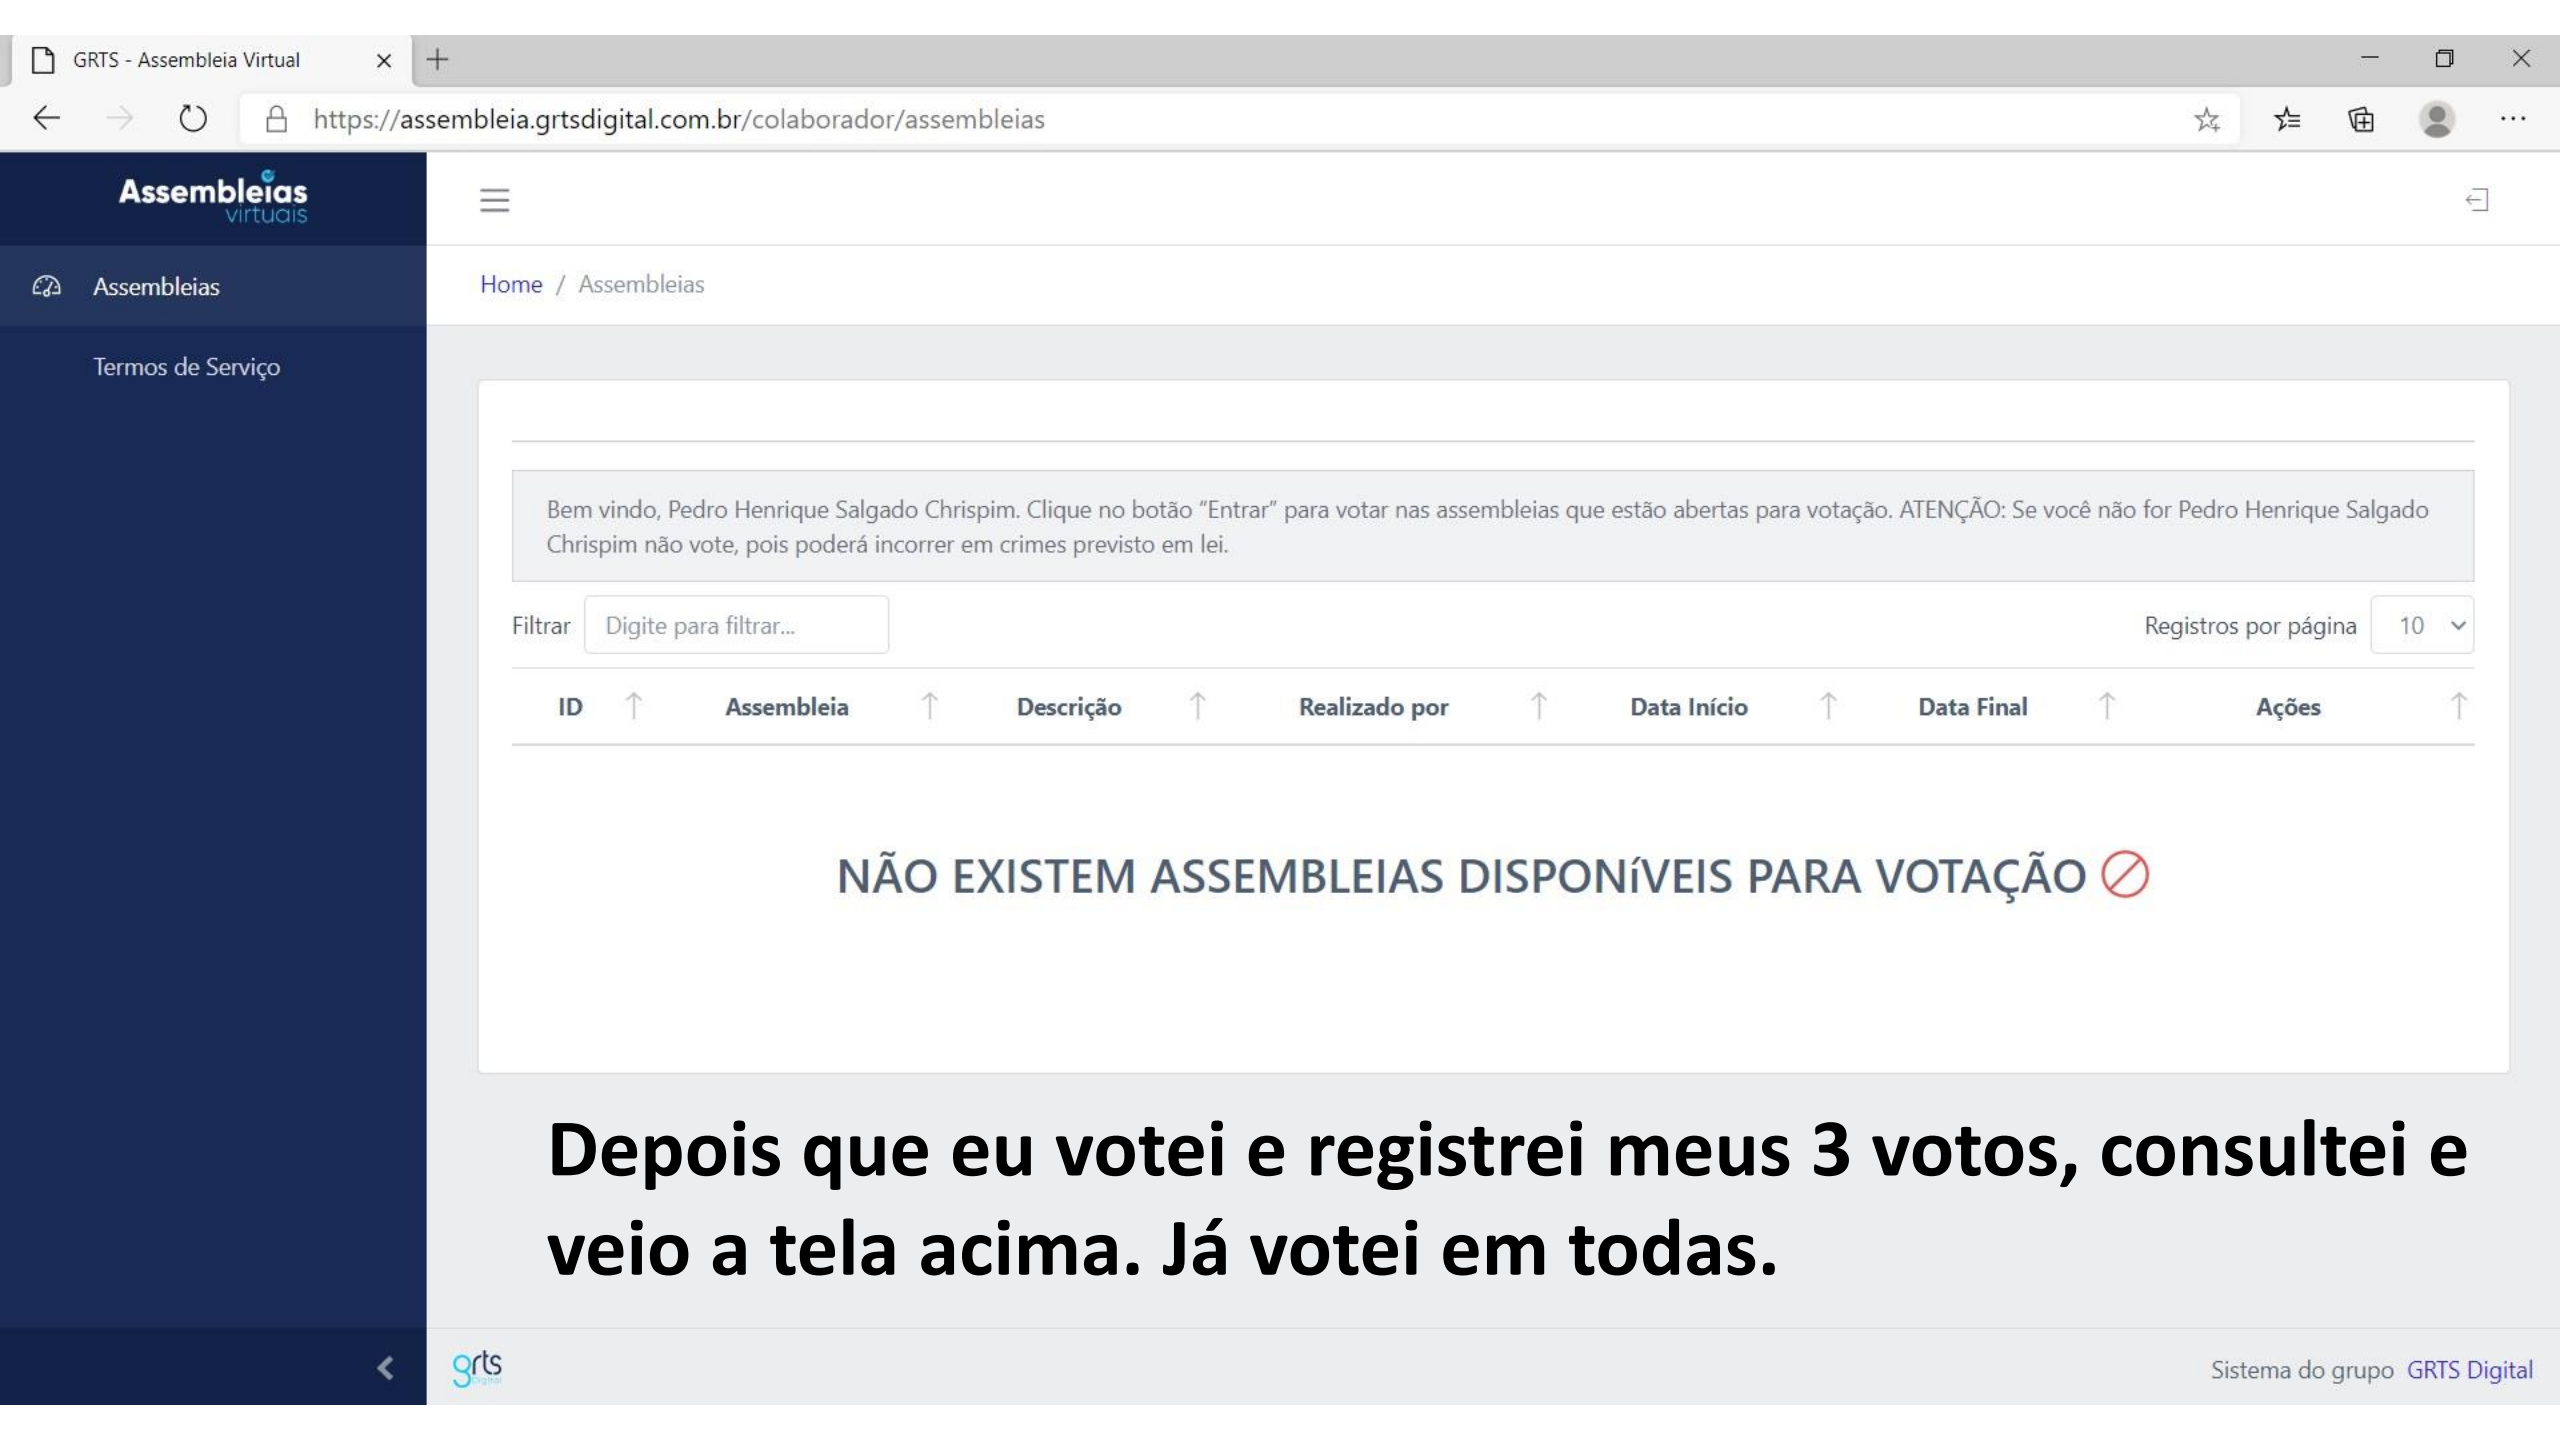 GRTS - Assembleia Virtual
https://assembleia.grtsdigital.com.br/colaborador/assembleias
Assembleias
virtuais
Assembleias
Home / Assembleias
Termos de Serviço
Bem vindo, Pedro Henrique Salgado Chrispim. Clique no botão “Entrar” para votar nas assembleias que estão abertas para votação. ATENÇÃO: Se você não for Pedro Henrique Salgado
Chrispim não vote, pois poderá incorrer em crimes previsto em lei.
Filtrar Digite para filtrar... Registros por página 10
ID Assembleia Descrição Realizado por Data Início Data Final Ações
NÃO EXISTEM ASSEMBLEIAS DISPONíVEIS PARA VOTAÇÃO
Depois que eu votei e registrei meus 3 votos, consultei e
veio a tela acima. Já votei em todas.
grts
Digital
Sistema do grupo GRTS Digital